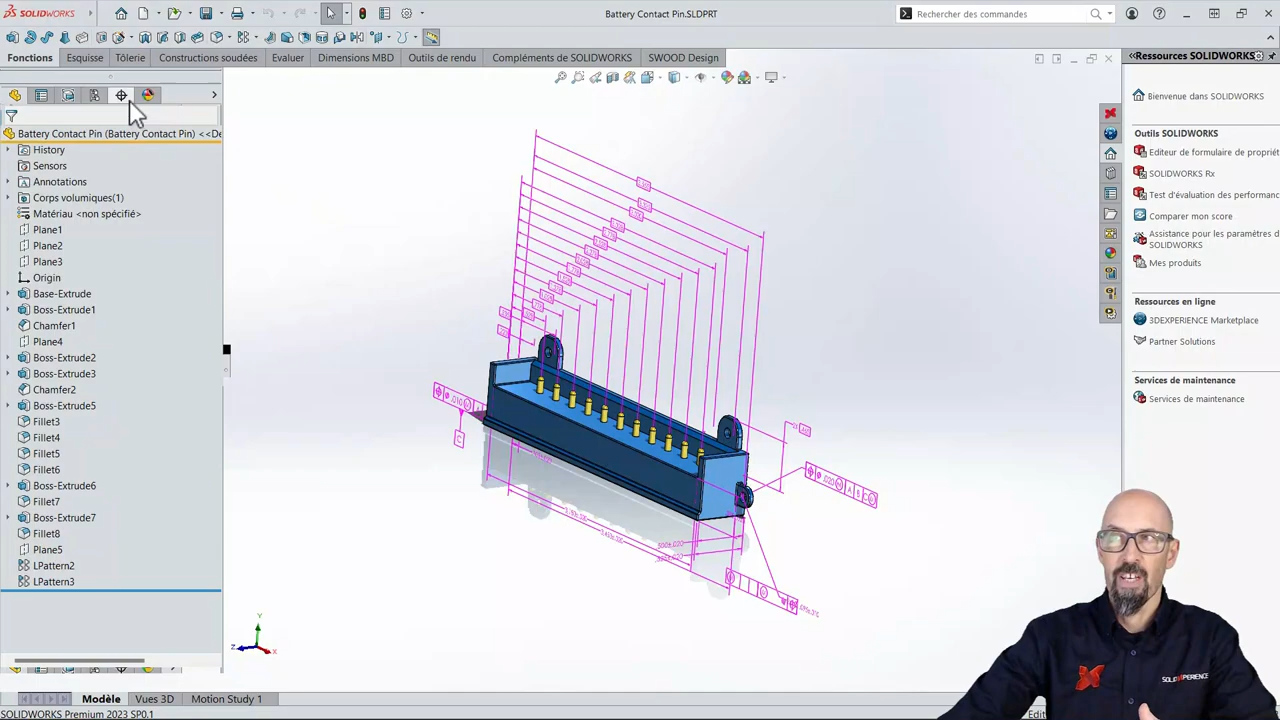 SOLIDWORKS
Battery Contact Pin.SLDPRT
Rechercher des commandes
Fonctions
Esquisse
Tôlerie
Constructions soudées
Evaluer
Dimensions MBD
Outils de rendu
Compléments de SOLIDWORKS
SWOOD Design
Battery Contact Pin (Battery Contact Pin) <<De
History
Sensors
Annotations
Corps volumiques(1)
Matériau <non spécifié>
Plane1
Plane2
Plane3
Origin
Base-Extrude
Boss-Extrude1
Chamfer1
Plane4
Boss-Extrude2
Boss-Extrude3
Chamfer2
Boss-Extrude5
Fillet3
Fillet4
Fillet5
Fillet6
Boss-Extrude6
Fillet7
Boss-Extrude7
Fillet8
Plane5
LPattern2
LPattern3
C
.020 A B C
Y
Z
X
Ressources SOLIDWORKS
Bienvenue dans SOLIDWORKS
Outils SOLIDWORKS
Editeur de formulaire de propriét
SOLIDWORKS Rx
Test d'évaluation des performanc
Comparer mon score
Assistance pour les paramètres d
SOLIDWORKS
Mes produits
Ressources en ligne
3DEXPERIENCE Marketplace
Partner Solutions
Services de maintenance
Services de maintenance
SOLIDXPERIENCE
Modèle
Vues 3D
Motion Study 1
SOLIDWORKS Premium 2023 SP0.1
Edit